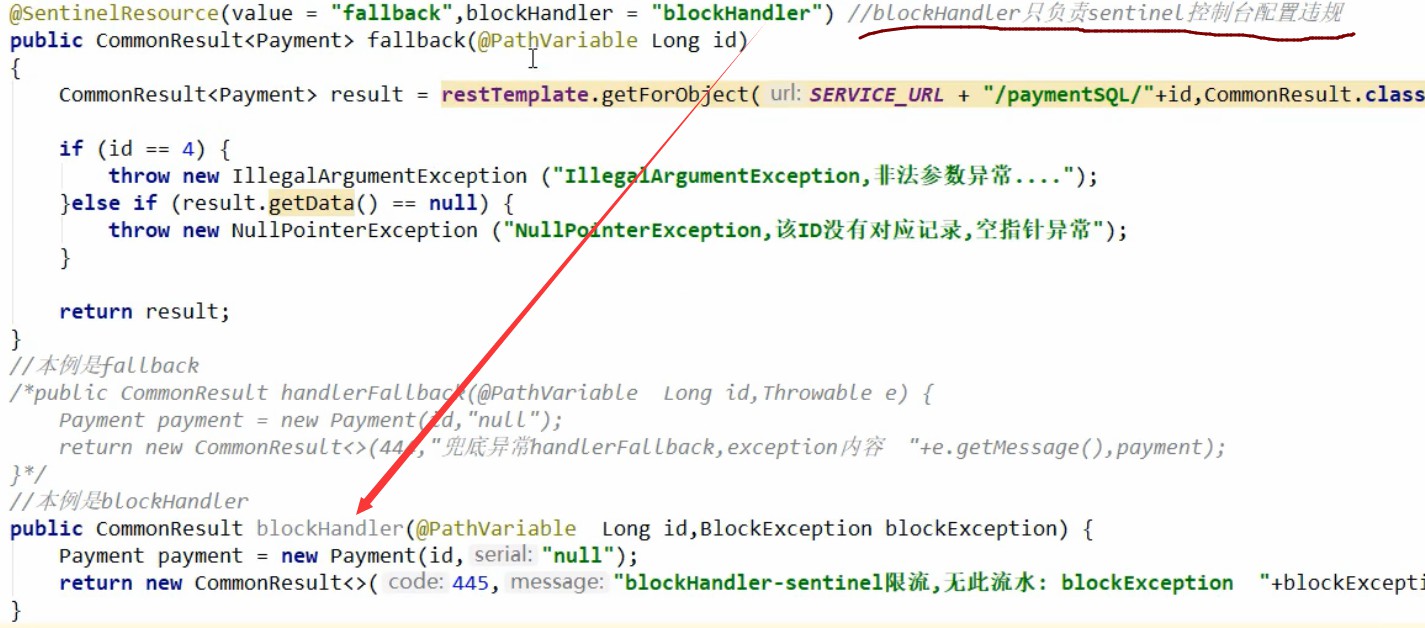 @SentinelResource(value = "fallback",blockHandler = "blockHandler") //blockHandler只负责sentinel控制台配置违规
public CommonResult<Payment> fallback(@PathVariable Long id)
{
CommonResult<Payment> result = restTemplate.getForObject( url: SERVICE_URL + "/paymentSQL/"+id,CommonResult.class
if (id == 4) {
throw new IllegalArgumentException ("IllegalArgumentException,非法参数异常....");
}else if (result.getData() == null) {
throw new NullPointerException ("NullPointerException,该ID没有对应记录,空指针异常");
}
return result;
}
//本例是fallback
/*public CommonResult handlerFallback(@PathVariable  Long id,Throwable e) {
Payment payment = new Payment(id,"null");
return new CommonResult<>(444,"兜底异常handlerFallback,exception内容  "+e.getMessage(),payment);
}*/
//本例是blockHandler
public CommonResult blockHandler(@PathVariable  Long id,BlockException blockException) {
Payment payment = new Payment(id, serial: "null");
return new CommonResult<>( code: 445, message: "blockHandler-sentinel限流,无此流水: blockException  "+blockExcepti
}